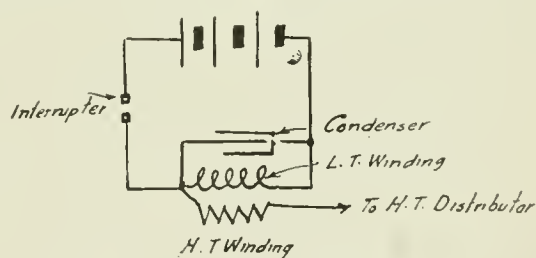 Interrupter
Condenser
L.T. Winding
To H.T. Distributor
H.T Winding